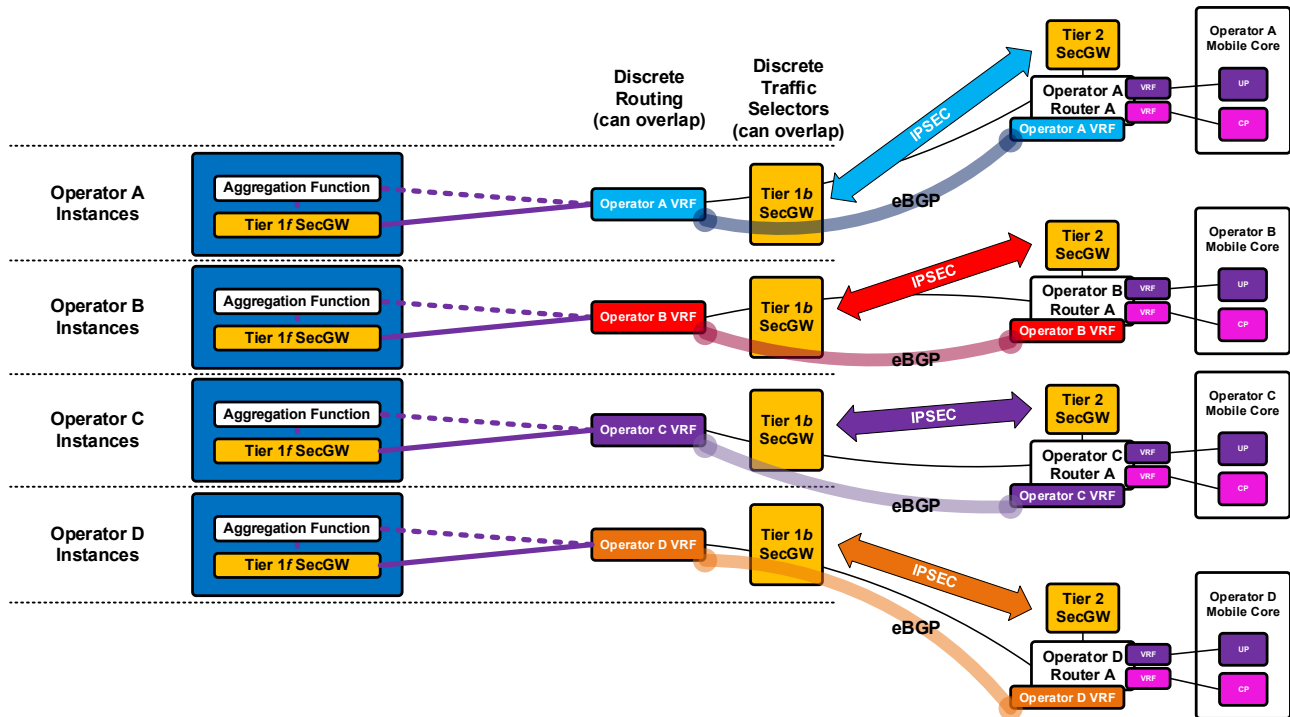 Discrete
Routing
(can overlap)
Discrete
Traffic
Selectors
(can overlap)
Operator A
Instances
Aggregation Function
Tier 1f SecGW
Operator A VRF
Tier 1b
SecGW
IPSEC
eBGP
Tier 2
SecGW
Operator A
Router A
Operator A VRF
VRF
VRF
Operator A
Mobile Core
UP
CP
Operator B
Instances
Aggregation Function
Tier 1f SecGW
Operator B VRF
Tier 1b
SecGW
IPSEC
eBGP
Tier 2
SecGW
Operator B
Router A
Operator B VRF
VRF
VRF
Operator B
Mobile Core
UP
CP
Operator C
Instances
Aggregation Function
Tier 1f SecGW
Operator C VRF
Tier 1b
SecGW
IPSEC
eBGP
Tier 2
SecGW
Operator C
Router A
Operator C VRF
VRF
VRF
Operator C
Mobile Core
UP
CP
Operator D
Instances
Aggregation Function
Tier 1f SecGW
Operator D VRF
Tier 1b
SecGW
IPSEC
eBGP
Tier 2
SecGW
Operator D
Router A
Operator D VRF
VRF
VRF
Operator D
Mobile Core
UP
CP